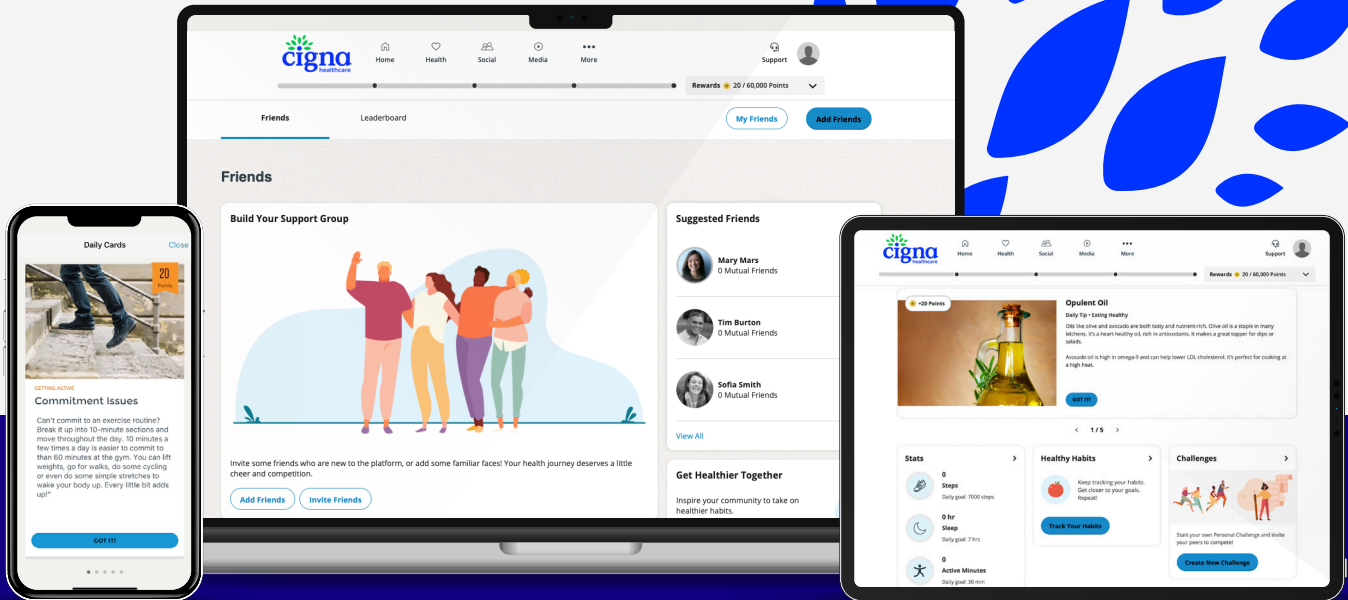 cigna
healthcare
Home
Health
Social
Media
More
Support
Rewards 20 / 60,000 Points
Friends
Leaderboard
My Friends
Add Friends
Friends
Build Your Support Group
Invite some friends who are new to the platform, or add some familiar faces! Your health journey deserves a little
cheer and competition.
Add Friends
Invite Friends
Suggested Friends
Mary Mars
0 Mutual Friends
Tim Burton
0 Mutual Friends
Sofia Smith
0 Mutual Friends
View All
Get Healthier Together
Inspire your community to take on
healthier habits.
Daily Cards
Close
20
Points
GETTING ACTIVE
Commitment Issues
Can't commit to an exercise routine?
Break it up into 10-minute sections and
move throughout the day. 10 minutes a
few times a day is easier to commit to
than 60 minutes at the gym. You can lift
weights, go for walks, do some cycling
or even do some simple stretches to
wake your body up. Every little bit adds
up!"
GOT IT!
cigna
healthcare
Home
Health
Social
Media
More
Support
Rewards 20 / 60,000 Points
+20 Points
Opulent Oil
Daily Tip • Eating Healthy
Oils like olive and avocado are both tasty and nutrient-rich. Olive oil is a staple in many
kitchens. It's a heart-healthy oil, rich in antioxidants. It makes a great topper for dips or
salads.
Avocado oil is high in omega-9 and can help lower LDL cholesterol. It's perfect for cooking at
a high heat.
GOT IT!
1 / 5
Stats
0
Steps
Daily goal: 7000 steps
0 hr
Sleep
Daily goal: 7 hrs
0
Active Minutes
Daily goal: 30 min
Healthy Habits
Keep tracking your habits.
Get closer to your goals.
Repeat!
Track Your Habits
Challenges
Start your own Personal Challenge and invite
your peers to compete!
Create New Challenge